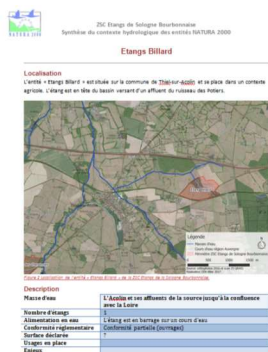 NATURA 2000
ZSC Etangs de Sologne Bourbonnaise
Synthèse du contexte hydrologique des entités NATURA 2000
Etangs Billard
Localisation
L'entité « Etangs Billard » est située sur la commune de Thiel-sur-Acolin et se place dans un contexte
agricole. L'étang est en tête du bassin versant d'un affluent du ruisseau des Potiers.
Légende
Description
Masse d'eau L'Acolin et ses affluents de la source jusqu'à la confluence
avec la Loire
Nombre d'étangs 1
Alimentation en eau L'étang est en barrage sur un cours d'eau
Conformité réglementaire Conformité partielle (ouvrages)
Surface déclarée ?
Usages en place
Enjeux